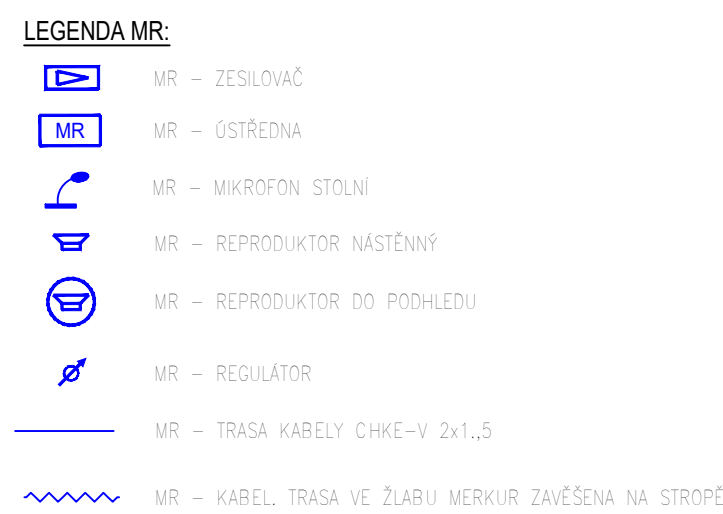 LEGENDA MR:
MR – ZESILOVAČ
MR MR – ÚSTŘEDNA
MR – MIKROFON STOLNÍ
MR – REPRODUKTOR NÁSTĚNNÝ
MR – REPRODUKTOR DO PODHLEDU
MR – REGULÁTOR
MR – TRASA KABELY CHKE–V 2x1.,5
MR – KABEL. TRASA VE ŽLABU MERKUR ZAVĚŠENA NA STROPĚ